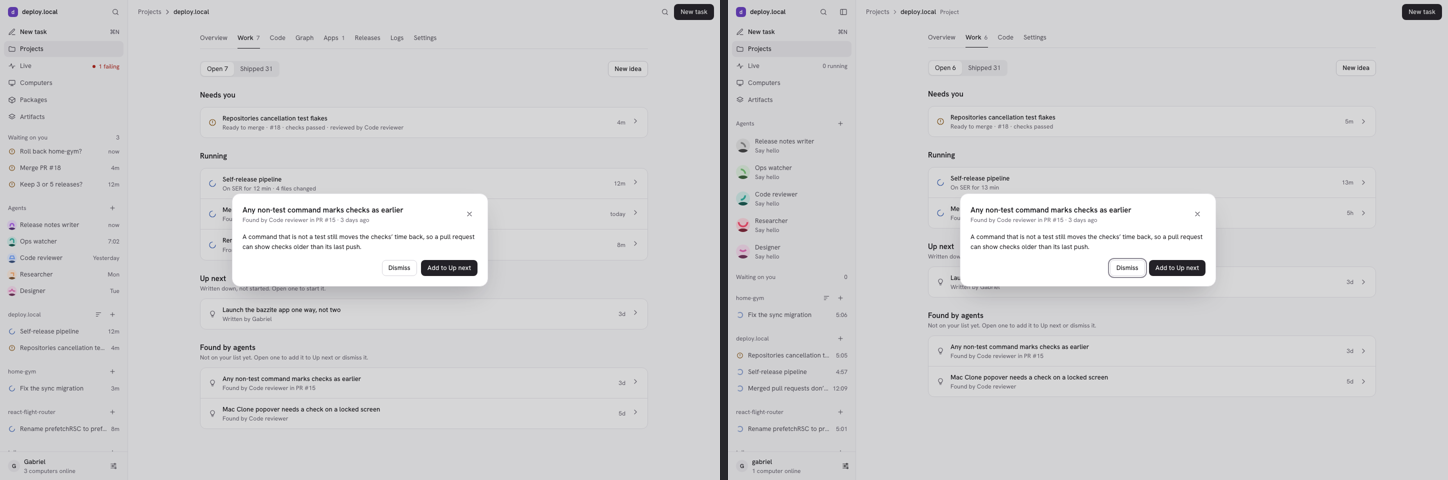 deploy.local
New task ⌘N
Projects
Live 1 failing
Computers
Packages
Artifacts
Waiting on you 3
Roll back home-gym? now
Merge PR #18 4m
Keep 3 or 5 releases? 12m
Agents
Release notes writer now
Ops watcher 7:02
Code reviewer Yesterday
Researcher Mon
Designer Tue
deploy.local
Self-release pipeline 12m
Repositories cancellation te... 4m
home-gym
Fix the sync migration 3m
react-flight-router
Rename prefetchRSC to pref... 8m
G Gabriel
3 computers online
Projects > deploy.local
New task
Overview Work 7 Code Graph Apps 1 Releases Logs Settings
Open 7 Shipped 31 New idea
Needs you
Repositories cancellation test flakes
Ready to merge · #18 · checks passed · reviewed by Code reviewer
4m
Running
Self-release pipeline
On SER for 12 min · 4 files changed
12m
Me
Fou
today
Ren
8m
Any non-test command marks checks as earlier
Found by Code reviewer in PR #15 · 3 days ago
A command that is not a test still moves the checks' time back, so a pull request
can show checks older than its last push.
Dismiss Add to Up next
Up next
Written down, not started. Open one to start it.
Launch the bazzite app one way, not two
Written by Gabriel
3d
Found by agents
Not on your list yet. Open one to add it to Up next or dismiss it.
Any non-test command marks checks as earlier
Found by Code reviewer in PR #15
3d
Mac Clone popover needs a check on a locked screen
Found by Code reviewer
5d
deploy.local
New task ⌘N
Projects
Live 0 running
Computers
Artifacts
Agents
Release notes writer
Say hello
Ops watcher
Say hello
Code reviewer
Say hello
Researcher
Say hello
Designer
Say hello
Waiting on you 0
home-gym
Fix the sync migration 5:06
deploy.local
Repositories cancellation t... 5:05
Self-release pipeline 4:57
Merged pull requests don'... 12:09
react-flight-router
Rename prefetchRSC to pr... 5:01
G gabriel
1 computer online
Projects > deploy.local Project
New task
Overview Work 6 Code Settings
Open 6 Shipped 31 New idea
Needs you
Repositories cancellation test flakes
Ready to merge · #18 · checks passed
5m
Running
Self-release pipeline
On SER for 13 min
13m
Me
Fou
5h
Any non-test command marks checks as earlier
Found by Code reviewer in PR #15 · 3 days ago
A command that is not a test still moves the checks' time back, so a pull request
can show checks older than its last push.
Dismiss Add to Up next
Up next
Written dow
Lau
Written by Gabriel
3d
Found by agents
Not on your list yet. Open one to add it to Up next or dismiss it.
Any non-test command marks checks as earlier
Found by Code reviewer in PR #15
3d
Mac Clone popover needs a check on a locked screen
Found by Code reviewer
5d